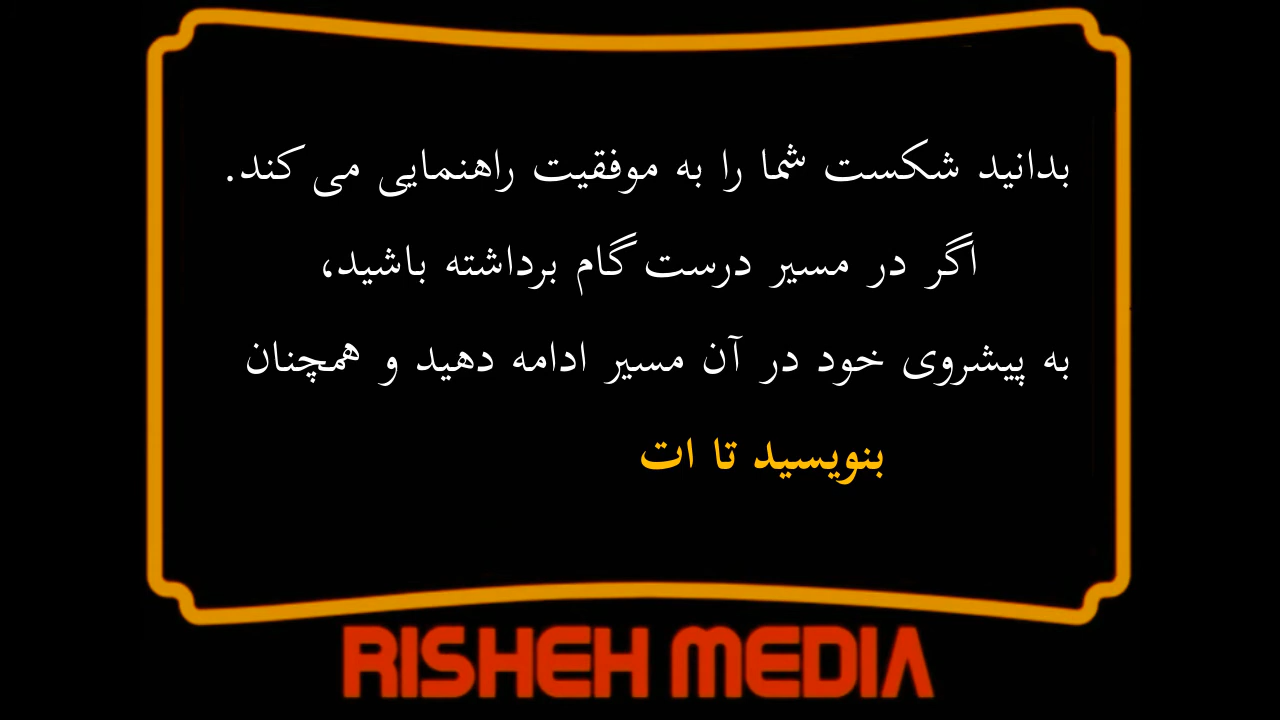 بدانید شکست شما را به موفقیت راهنمایی می کند.
اگر در مسیر درست گام برداشته باشید،
به پیشروی خود در آن مسیر ادامه دهید و همچنان
بنویسید تا ات
RISHEH MEDIA